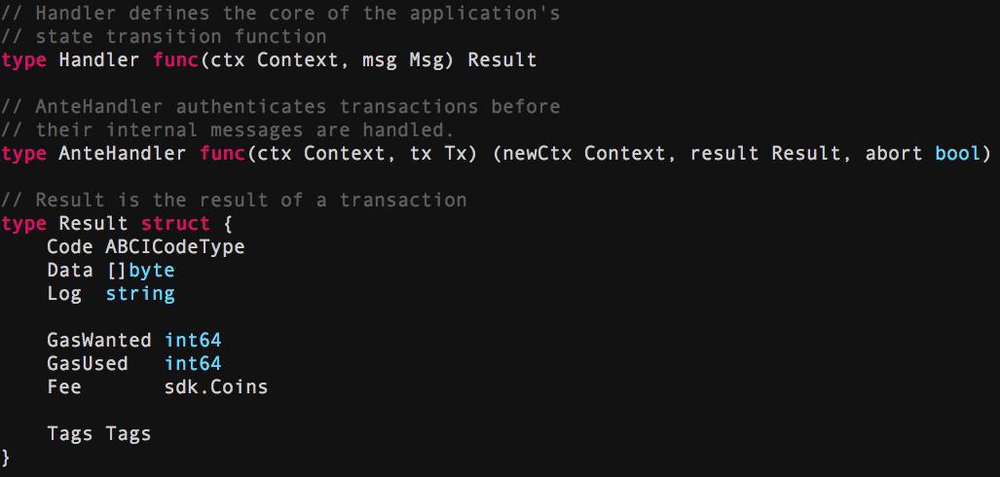 // Handler defines the core of the application's
// state transition function
type Handler func(ctx Context, msg Msg) Result

// AnteHandler authenticates transactions before
// their internal messages are handled.
type AnteHandler func(ctx Context, tx Tx) (newCtx Context, result Result, abort bool)

// Result is the result of a transaction
type Result struct {
    Code ABCICodeType
    Data []byte
    Log  string

    GasWanted int64
    GasUsed   int64
    Fee       sdk.Coins

    Tags Tags
}